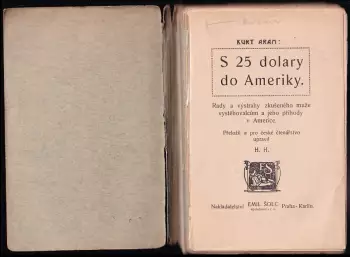 KURT ARAM:
S 25 dolary
do Ameriky.
Rady a výstrahy zkušeného muže
vystěhovalcům a jeho příhody
v Americe.
Přeložil a pro české čtenářstvo
upravil
H. H.
Nakladatelství EMIL ŠOLC Praha-Karlín.